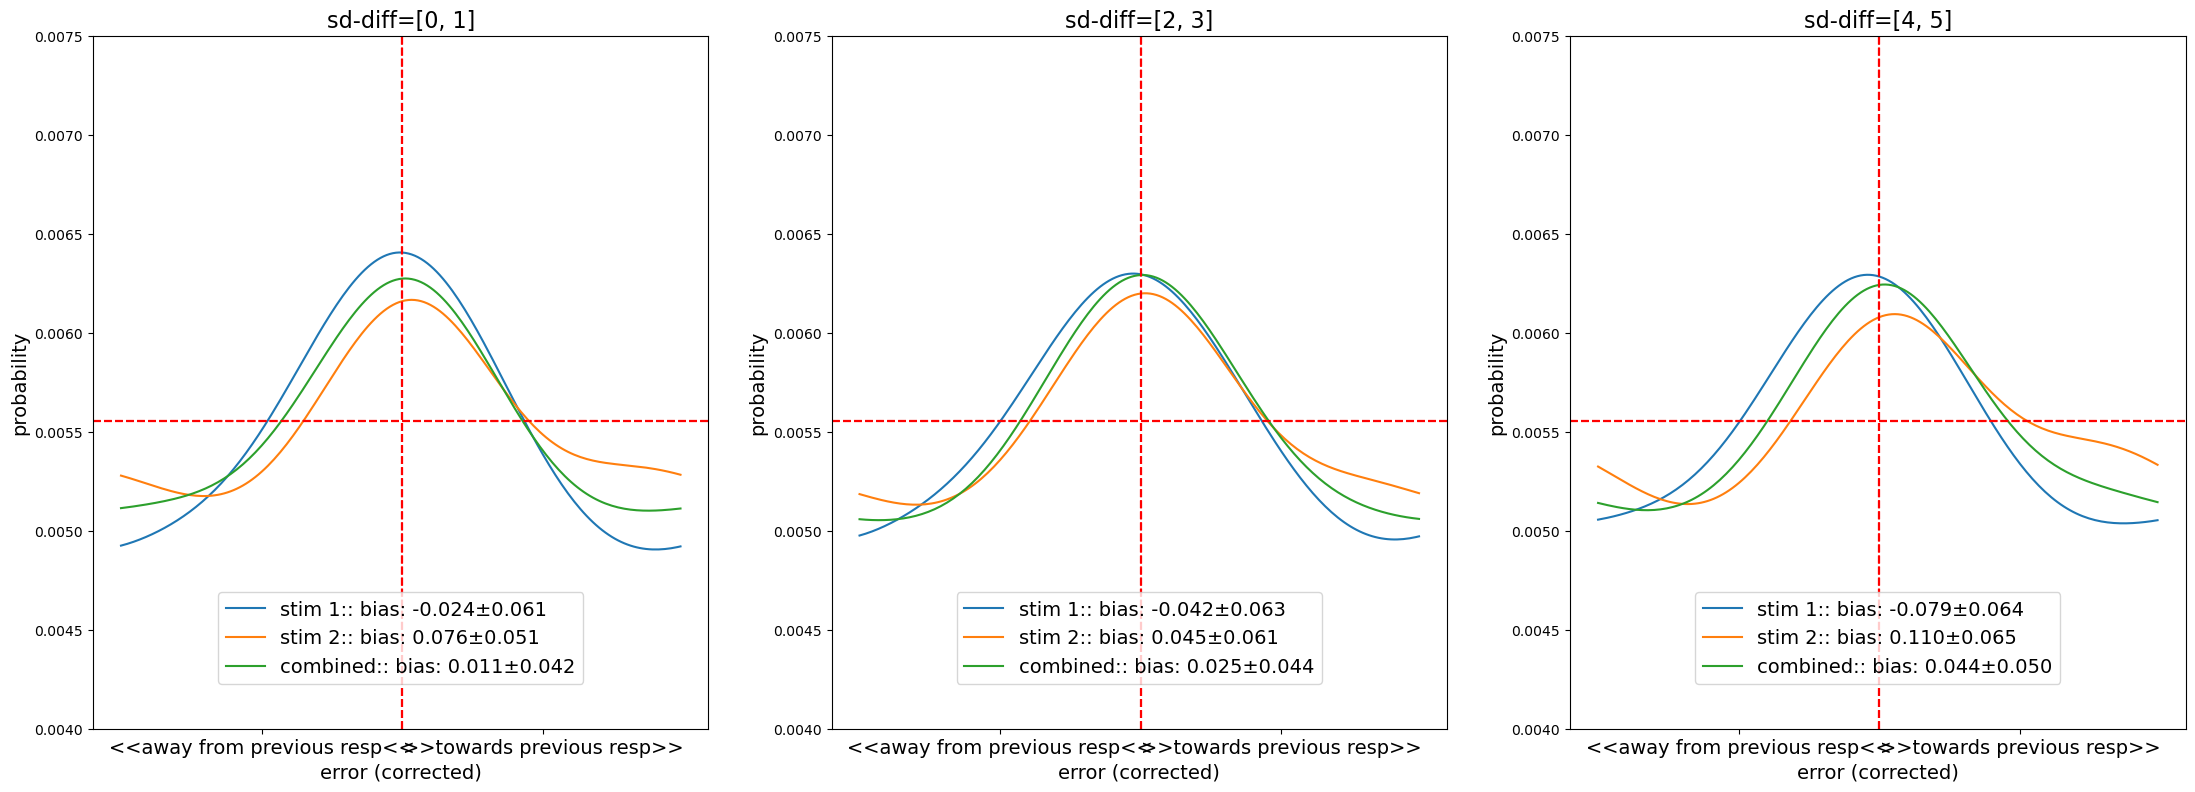 sd-diff=[0, 1]
0.0075
0.0070
0.0065
0.0060
0.0055
0.0050
0.0045
0.0040
probability
stim 1:: bias: -0.024±0.061
stim 2:: bias: 0.076±0.051
combined:: bias: 0.011±0.042
<<away from previous resp<<
>>towards previous resp>>
error (corrected)
sd-diff=[2, 3]
0.0075
0.0070
0.0065
0.0060
0.0055
0.0050
0.0045
0.0040
probability
stim 1:: bias: -0.042±0.063
stim 2:: bias: 0.045±0.061
combined:: bias: 0.025±0.044
<<away from previous resp<<
>>towards previous resp>>
error (corrected)
sd-diff=[4, 5]
0.0075
0.0070
0.0065
0.0060
0.0055
0.0050
0.0045
0.0040
probability
stim 1:: bias: -0.079±0.064
stim 2:: bias: 0.110±0.065
combined:: bias: 0.044±0.050
<<away from previous resp<<
>>towards previous resp>>
error (corrected)